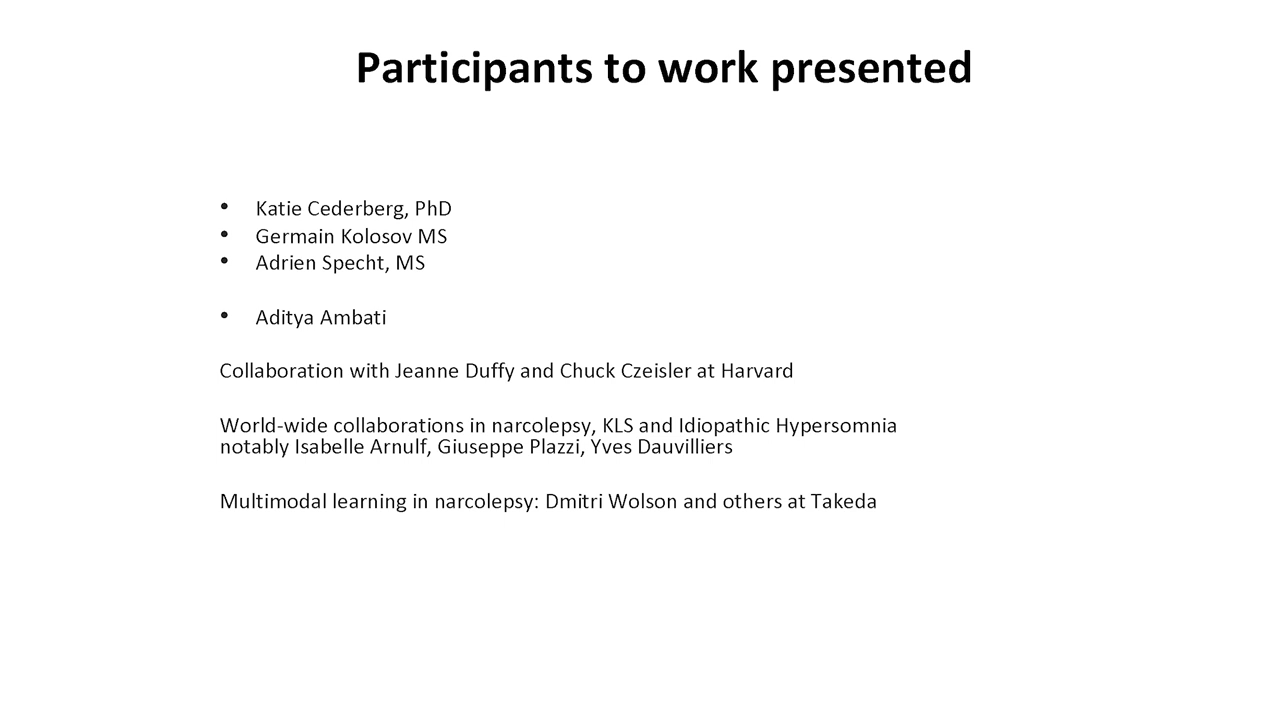 Participants to work presented
• Katie Cederberg, PhD
• Germain Kolosov MS
• Adrien Specht, MS
• Aditya Ambati
Collaboration with Jeanne Duffy and Chuck Czeisler at Harvard
World-wide collaborations in narcolepsy, KLS and Idiopathic Hypersomnia
notably Isabelle Arnulf, Giuseppe Plazzi, Yves Dauvilliers
Multimodal learning in narcolepsy: Dmitri Wolson and others at Takeda